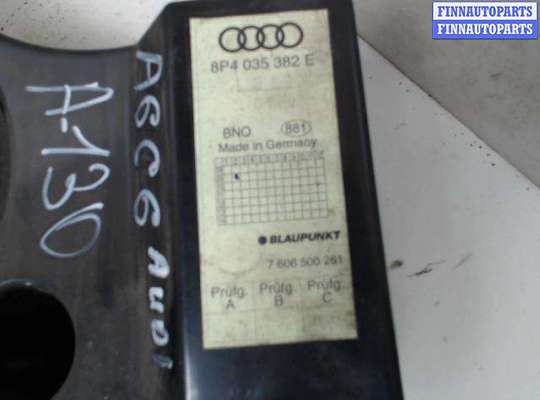 FINNAUTOPARTS
FINNAUTOPARTS
8P4 035 382 E
BNO 881
Made in Germany
BLAUPUNKT
7 606 500 261
Prüfg. Prüfg. Prüfg.
A B C
A6C6 Audi
A-130